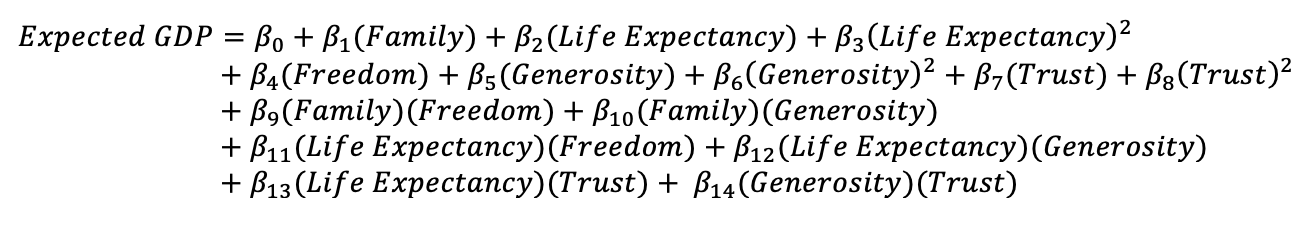 Expected GDP = β₀ + β₁(Family) + β₂(Life Expectancy) + β₃(Life Expectancy)²
+ β₄(Freedom) + β₅(Generosity) + β₆(Generosity)² + β₇(Trust) + β₈(Trust)²
+ β₉(Family)(Freedom) + β₁₀(Family)(Generosity)
+ β₁₁(Life Expectancy)(Freedom) + β₁₂(Life Expectancy)(Generosity)
+ β₁₃(Life Expectancy)(Trust) + β₁₄(Generosity)(Trust)